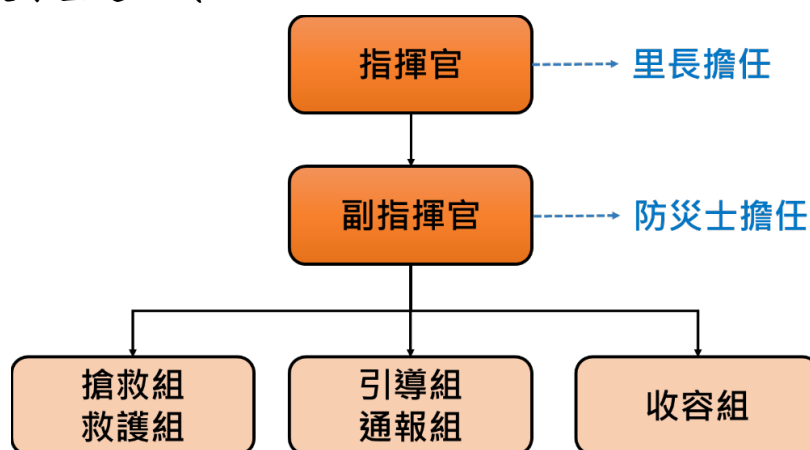 指揮官
里長擔任
副指揮官
防災士擔任
搶救組
救護組
引導組
通報組
收容組